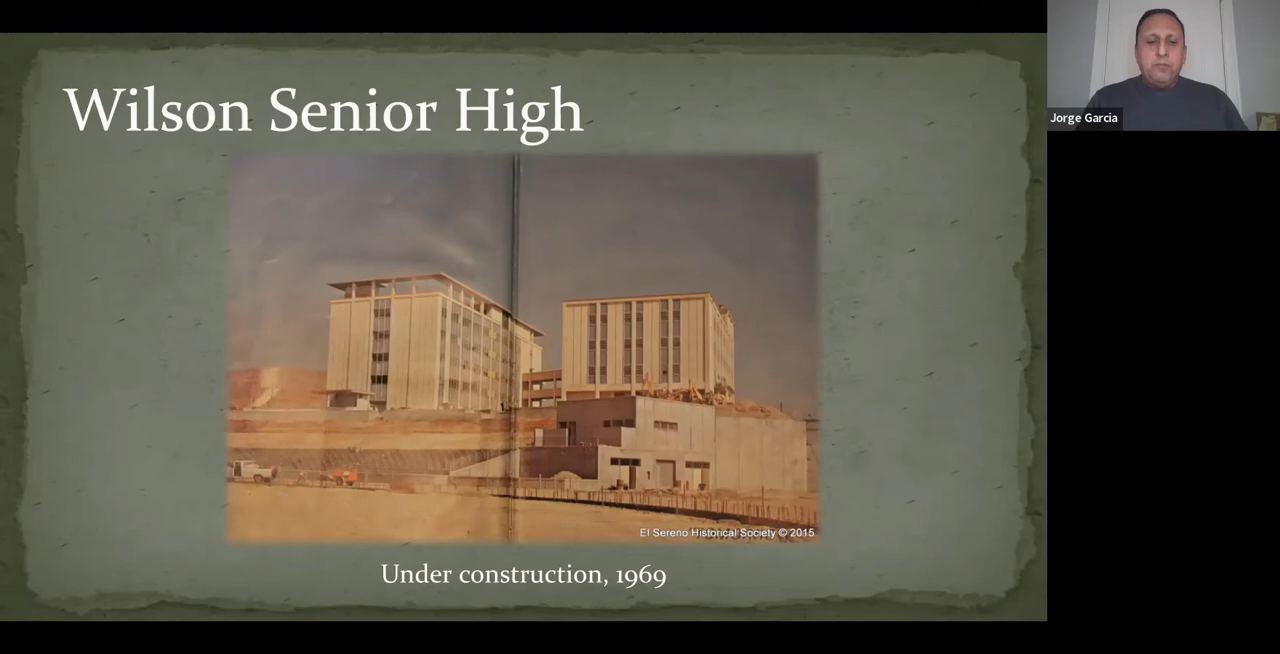 Wilson Senior High
Jorge Garcia
El Sereno Historical Society © 2015
Under construction, 1969